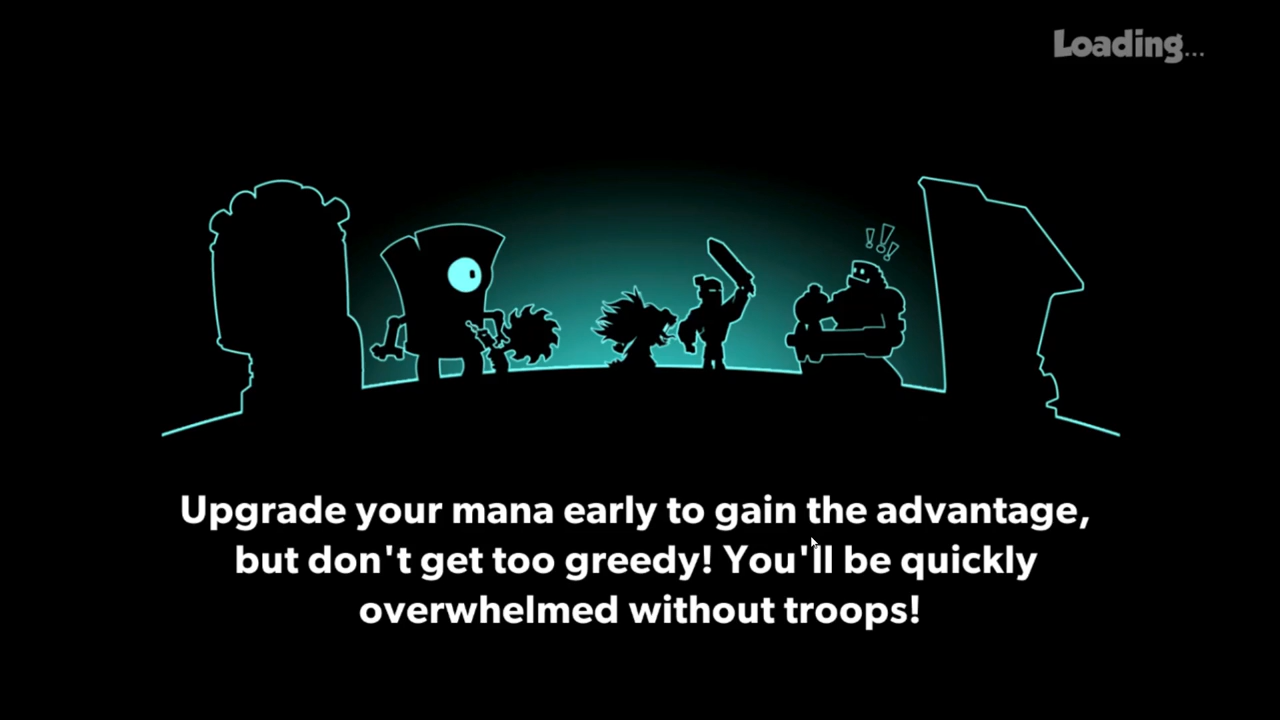 Loading...
!!!
Upgrade your mana early to gain the advantage,
but don't get too greedy! You'll be quickly
overwhelmed without troops!